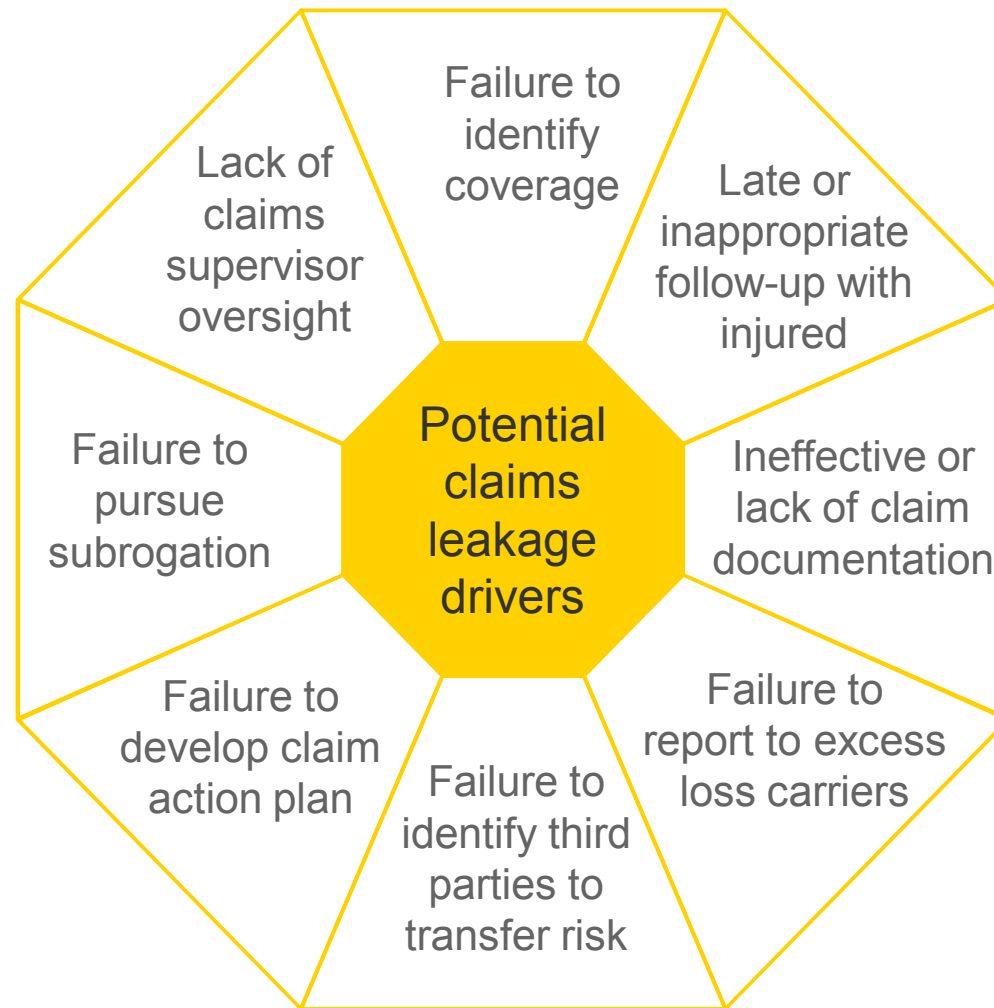 Failure to
identify
coverage
Late or
inappropriate
follow-up with
injured
Ineffective or
lack of claim
documentation
Failure to
report to excess
loss carriers
Failure to
identify third
parties to
transfer risk
Failure to
develop claim
action plan
Failure to
pursue
subrogation
Lack of
claims
supervisor
oversight
Potential
claims
leakage
drivers